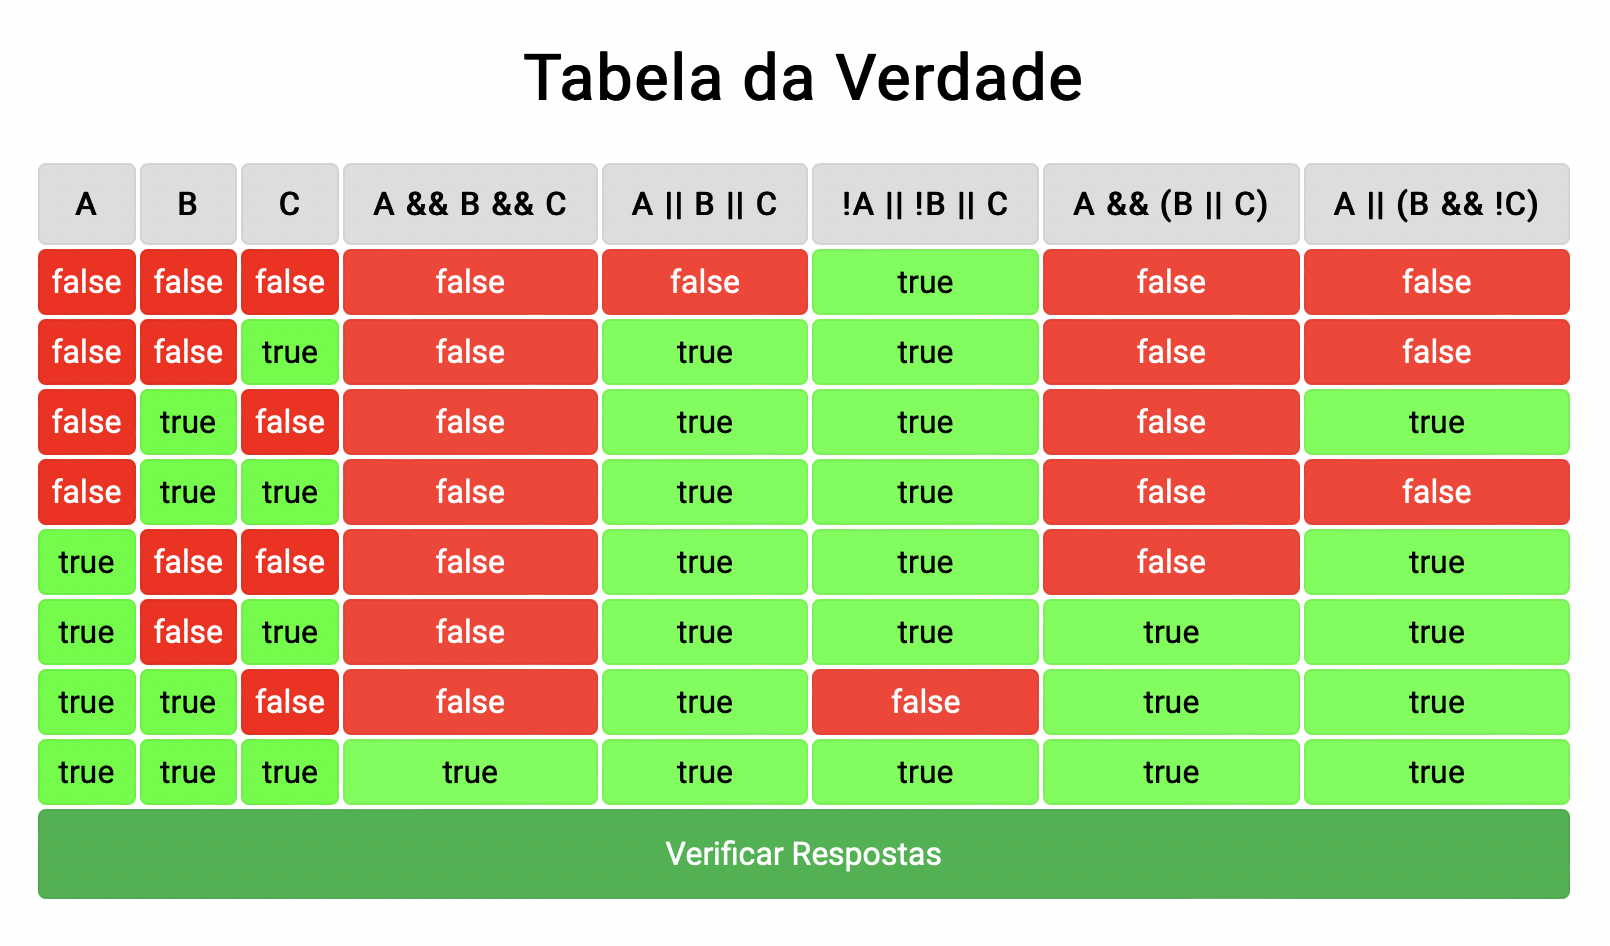 Tabela da Verdade
A B C A && B && C A || B || C !A || !B || C A && (B || C) A || (B && !C)
false false false false false true false false
false false true false true true false false
false true false false true true false true
false true true false true true false false
true false false false true true false true
true false true false true true true true
true true false false true false true true
true true true true true true true true
Verificar Respostas